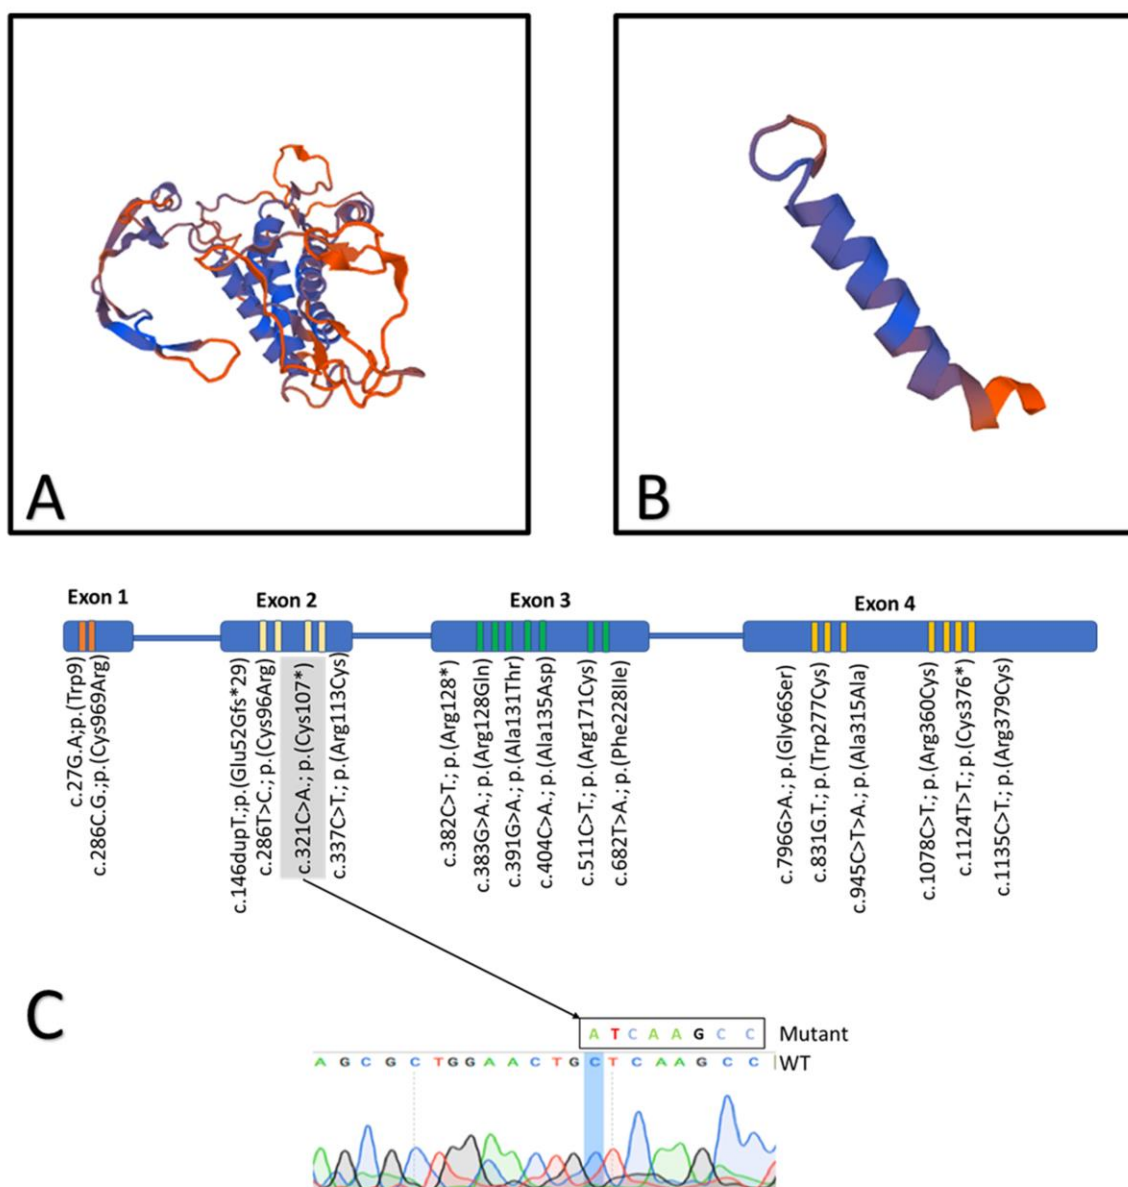 A
B
Exon 1
Exon 2
Exon 3
Exon 4
c.27G.A;p.(Trp9)
c.286C.G.;p.(Cys969Arg)
c.146dupT.;p.(Glu52Gfs*29)
c.286T>C.; p.(Cys96Arg)
c.321C>A.; p.(Cys107*)
c.337C>T.; p.(Arg113Cys)
c.382C>T.; p.(Arg128*)
c.383G>A.; p.(Arg128Gln)
c.391G>A.; p.(Ala131Thr)
c.404C>A.; p.(Ala135Asp)
c.511C>T.; p.(Arg171Cys)
c.682T>A.; p.(Phe228Ile)
c.796G>A.; p.(Gly66Ser)
c.831G.T.; p.(Trp277Cys)
c.945C>T>A.; p.(Ala315Ala)
c.1078C>T.; p.(Arg360Cys)
c.1124T>T.; p.(Cys376*)
c.1135C>T.; p.(Arg379Cys)
C
A T C A A G C C Mutant
A G C G C T G G A A C T G C T C A A G C C WT